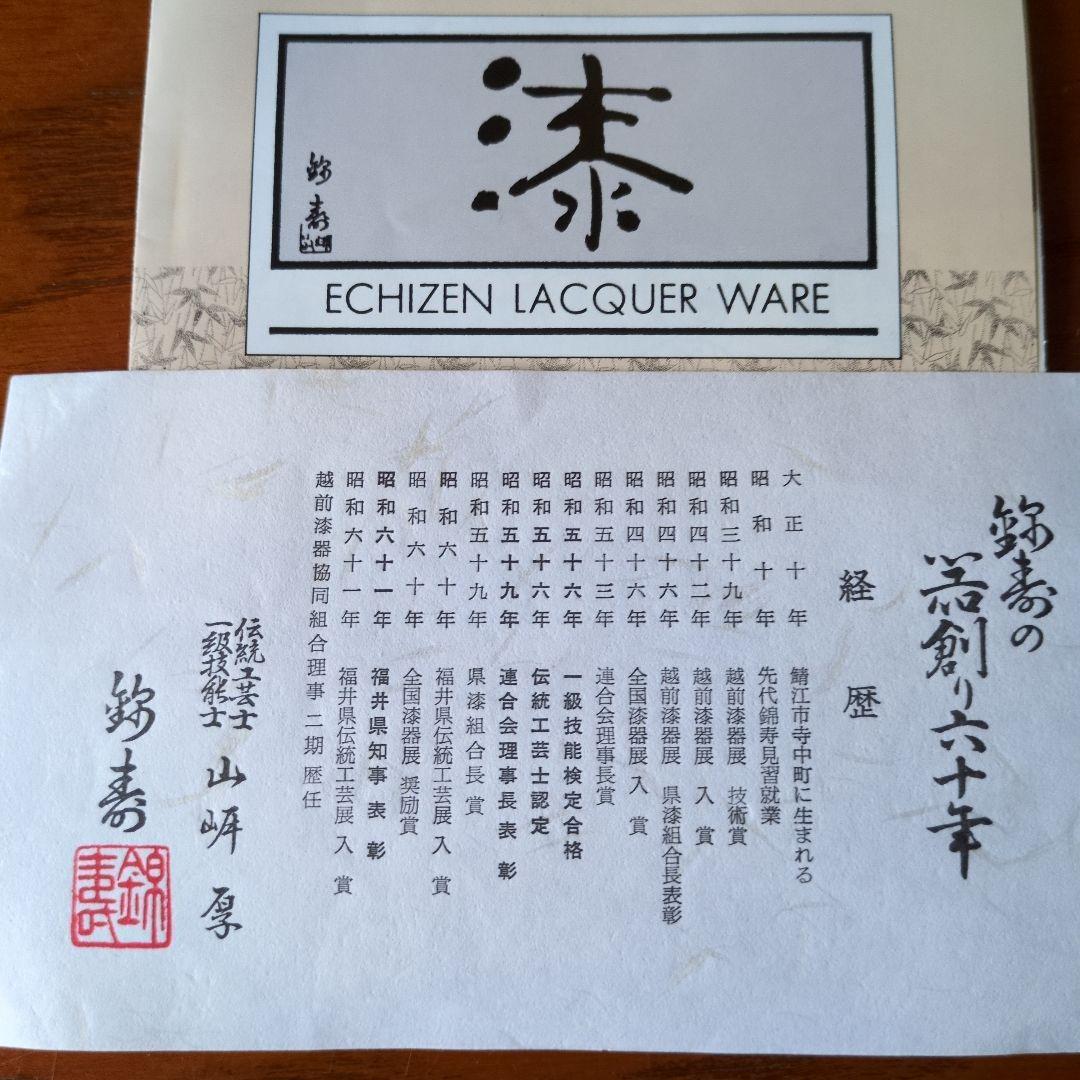 漆
錦壽
ECHIZEN LACQUER WARE
錦壽の
器創り六十年
経歴
大正十年 鯖江市寺中町に生まれる
昭和十年 先代錦寿見習就業
昭和三十九年 越前漆器展 技術賞
昭和四十二年 越前漆器展 入賞
昭和四十六年 越前漆器展 県漆組合長表彰
昭和四十六年 全国漆器展 入賞
昭和五十三年 連合会理事長賞
昭和五十六年 一級技能検定合格
昭和五十六年 伝統工芸士認定
昭和五十九年 連合会理事長表彰
昭和五十九年 県漆組合長賞
昭和六十年 福井県伝統工芸展 入賞
昭和六十年 全国漆器展 奨励賞
昭和六十一年 福井県知事表彰
昭和六十一年 福井県伝統工芸展 入賞
越前漆器協同組合理事 二期歴任
伝統工芸士
一級技能士
山岼 厚
錦壽
錦壽